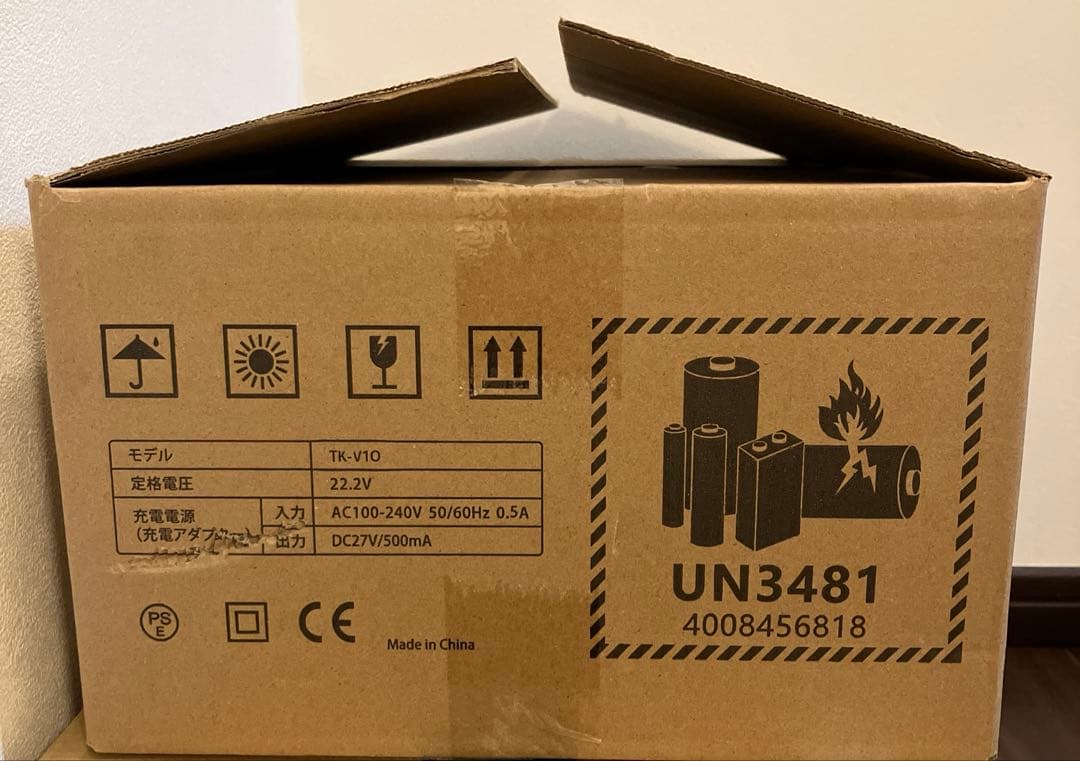 モデル TK-V10
定格電圧 22.2V
充電電源 入力 AC100-240V 50/60Hz 0.5A
(充電アダプ 出力 DC27V/500mA
PS
E
CE
Made in China
UN3481
4008456818